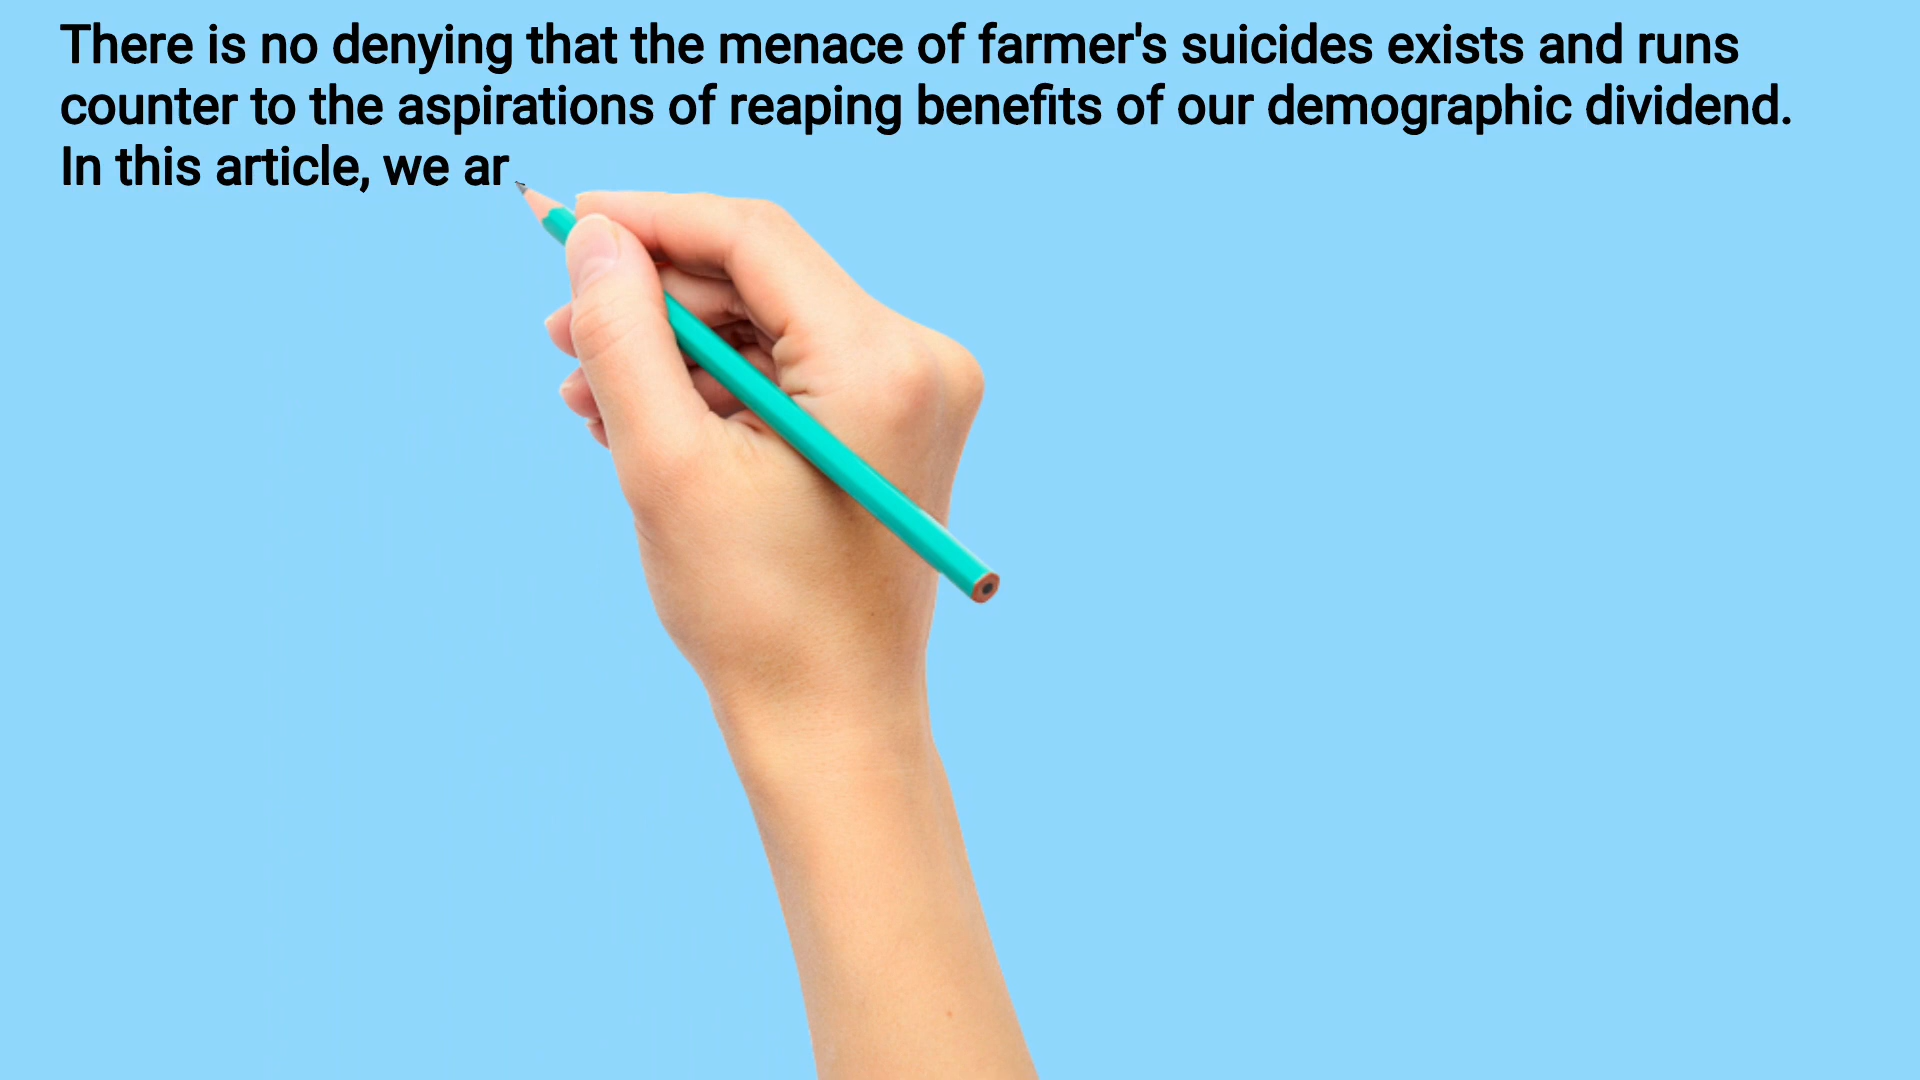 There is no denying that the menace of farmer's suicides exists and runs
counter to the aspirations of reaping benefits of our demographic dividend.
In this article, we ar